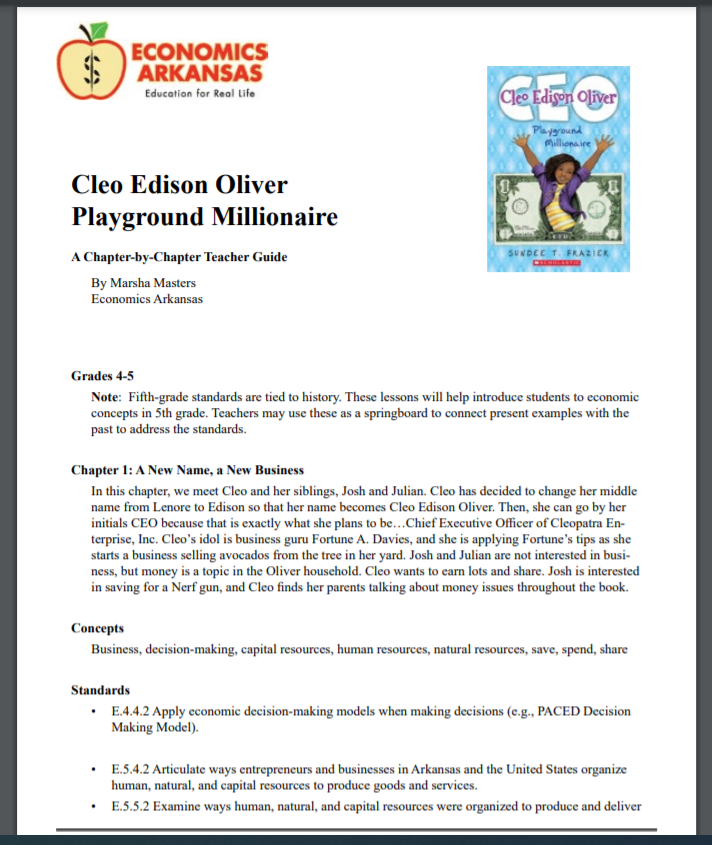 ECONOMICS
ARKANSAS
Education for Real Life
CEO
Cleo Edison Oliver
Playground
Millionaire
SUNDEE T. FRAZIER
SCHOLASTIC
Cleo Edison Oliver
Playground Millionaire
A Chapter-by-Chapter Teacher Guide
By Marsha Masters
Economics Arkansas
Grades 4-5
Note: Fifth-grade standards are tied to history. These lessons will help introduce students to economic
concepts in 5th grade. Teachers may use these as a springboard to connect present examples with the
past to address the standards.
Chapter 1: A New Name, a New Business
In this chapter, we meet Cleo and her siblings, Josh and Julian. Cleo has decided to change her middle
name from Lenore to Edison so that her name becomes Cleo Edison Oliver. Then, she can go by her
initials CEO because that is exactly what she plans to be…Chief Executive Officer of Cleopatra En-
terprise, Inc. Cleo’s idol is business guru Fortune A. Davies, and she is applying Fortune’s tips as she
starts a business selling avocados from the tree in her yard. Josh and Julian are not interested in busi-
ness, but money is a topic in the Oliver household. Cleo wants to earn lots and share. Josh is interested
in saving for a Nerf gun, and Cleo finds her parents talking about money issues throughout the book.
Concepts
Business, decision-making, capital resources, human resources, natural resources, save, spend, share
Standards
• E.4.4.2 Apply economic decision-making models when making decisions (e.g., PACED Decision
Making Model).
• E.5.4.2 Articulate ways entrepreneurs and businesses in Arkansas and the United States organize
human, natural, and capital resources to produce goods and services.
• E.5.5.2 Examine ways human, natural, and capital resources were organized to produce and deliver